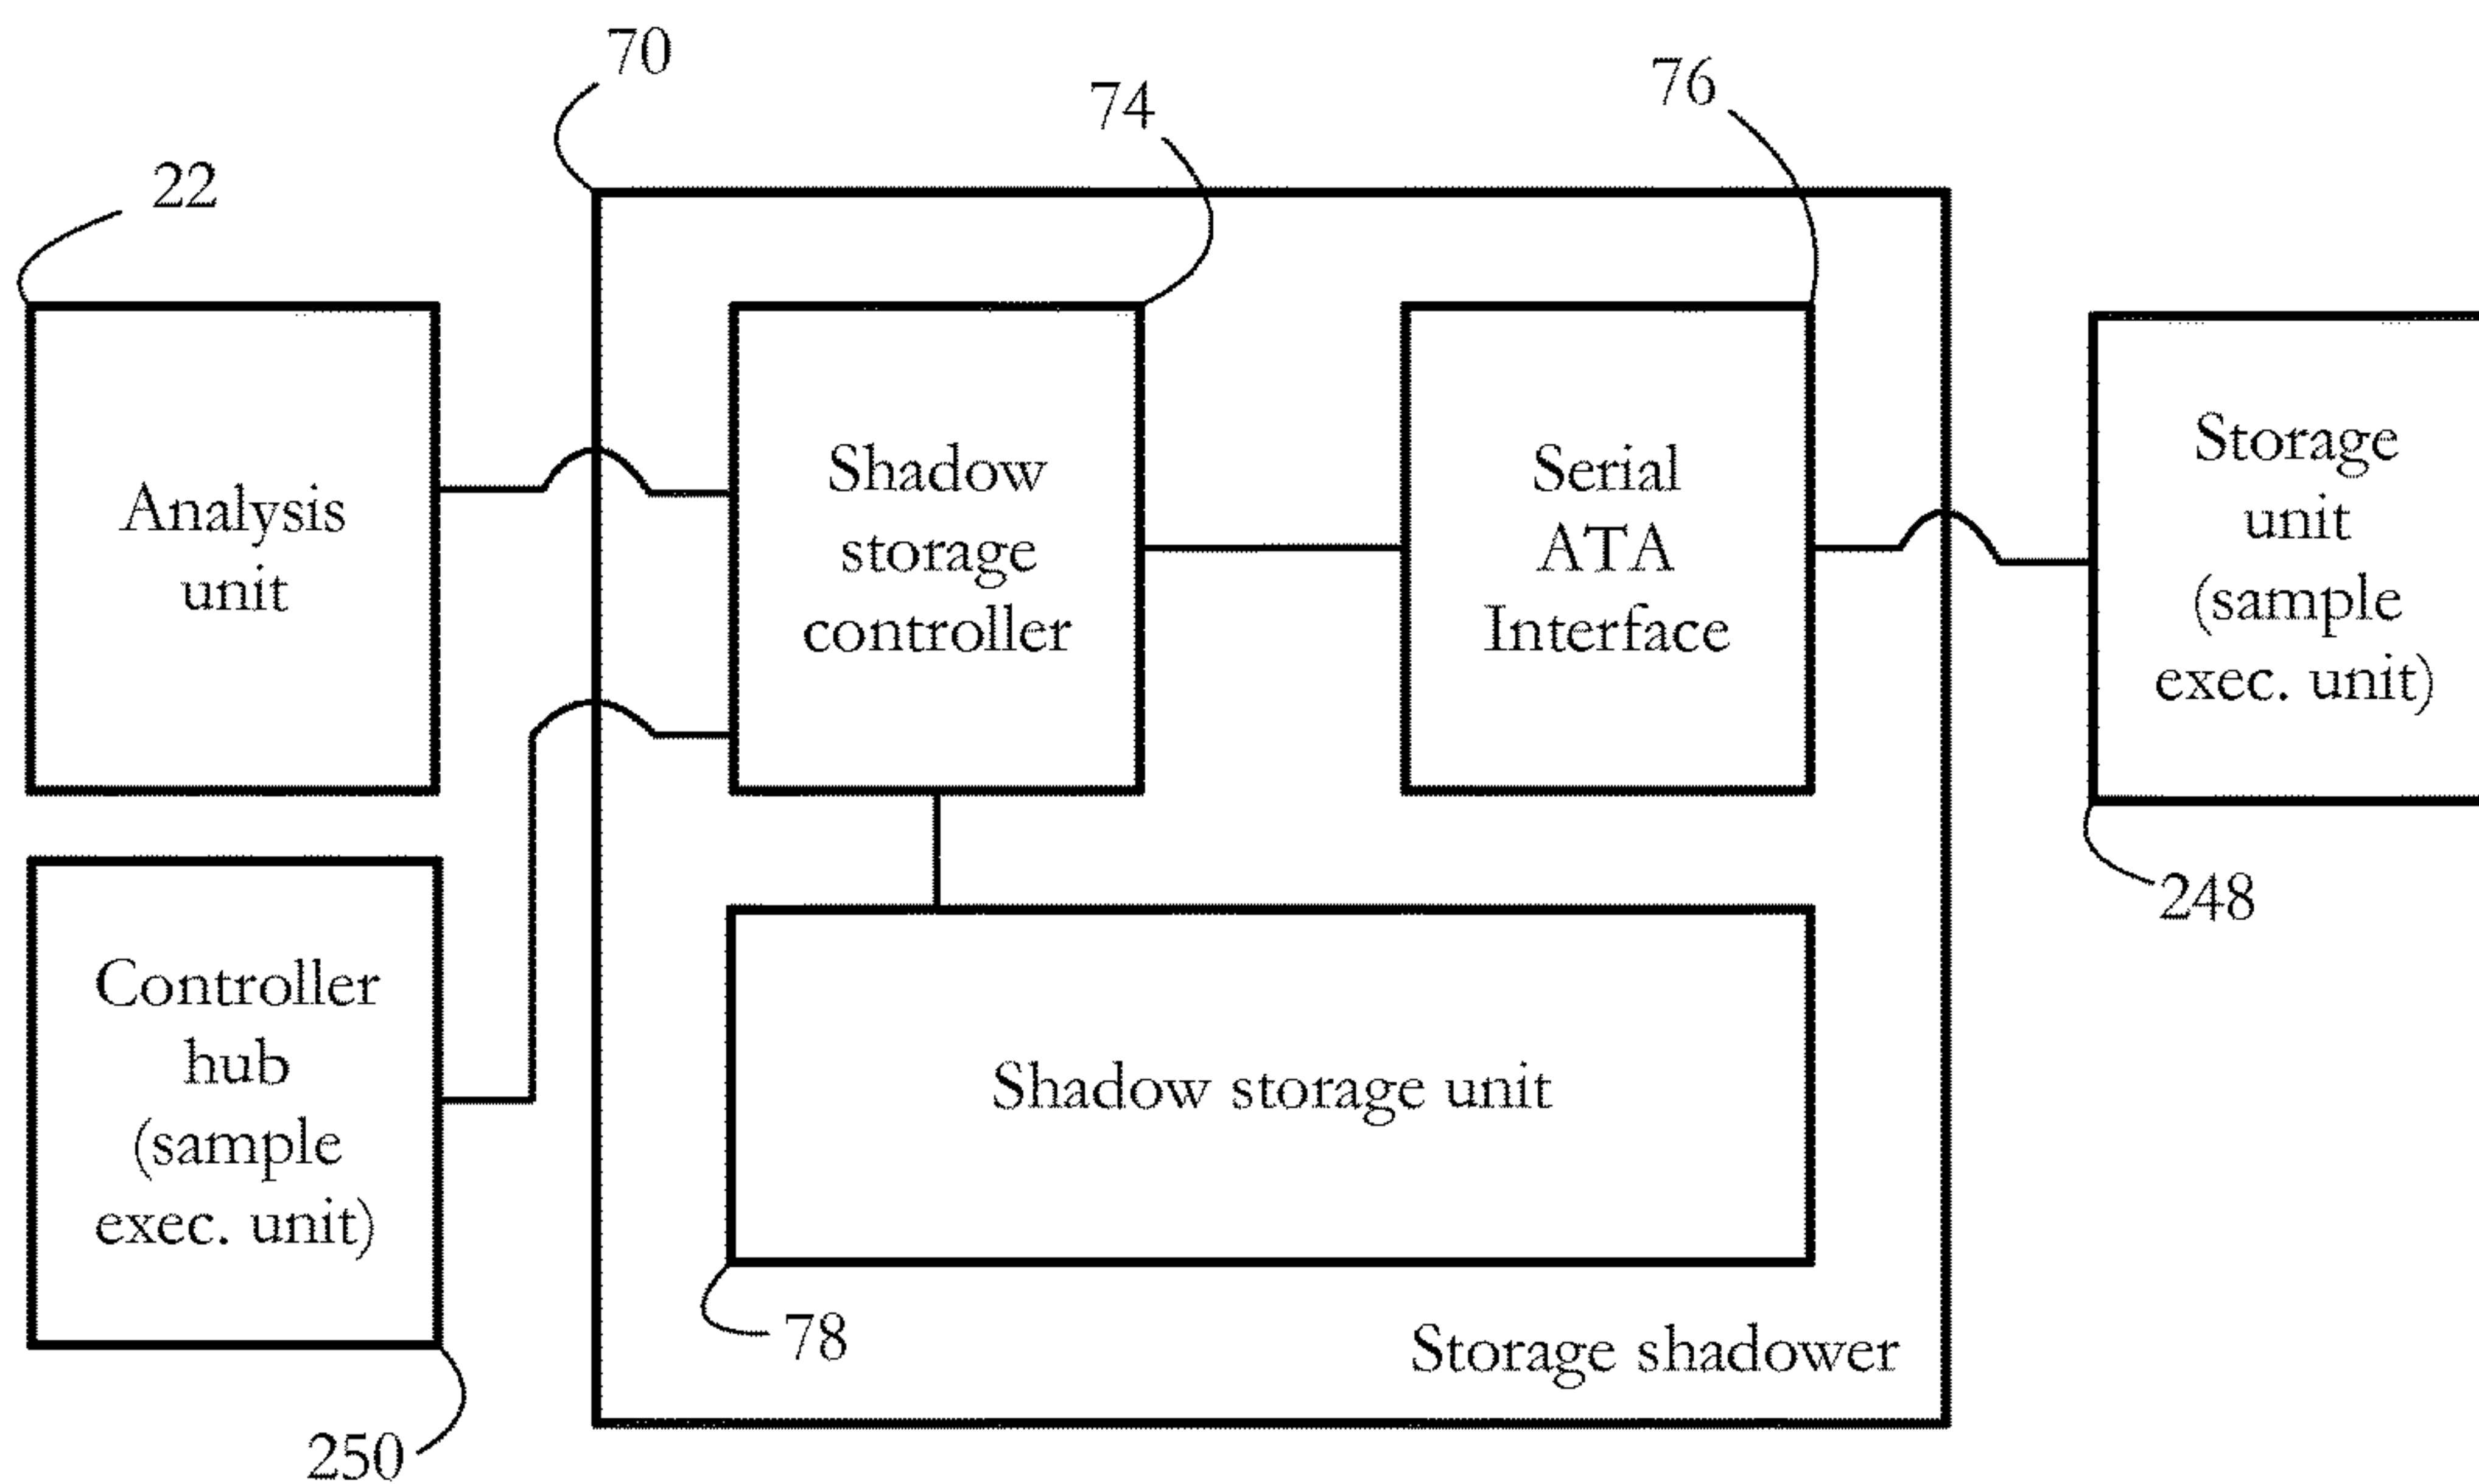 70
74
76
22
Analysis
unit
Shadow
storage
controller
Serial
ATA
Interface
Storage
unit
(sample
exec. unit)
248
Controller
hub
(sample
exec. unit)
250
Shadow storage unit
78
Storage shadower